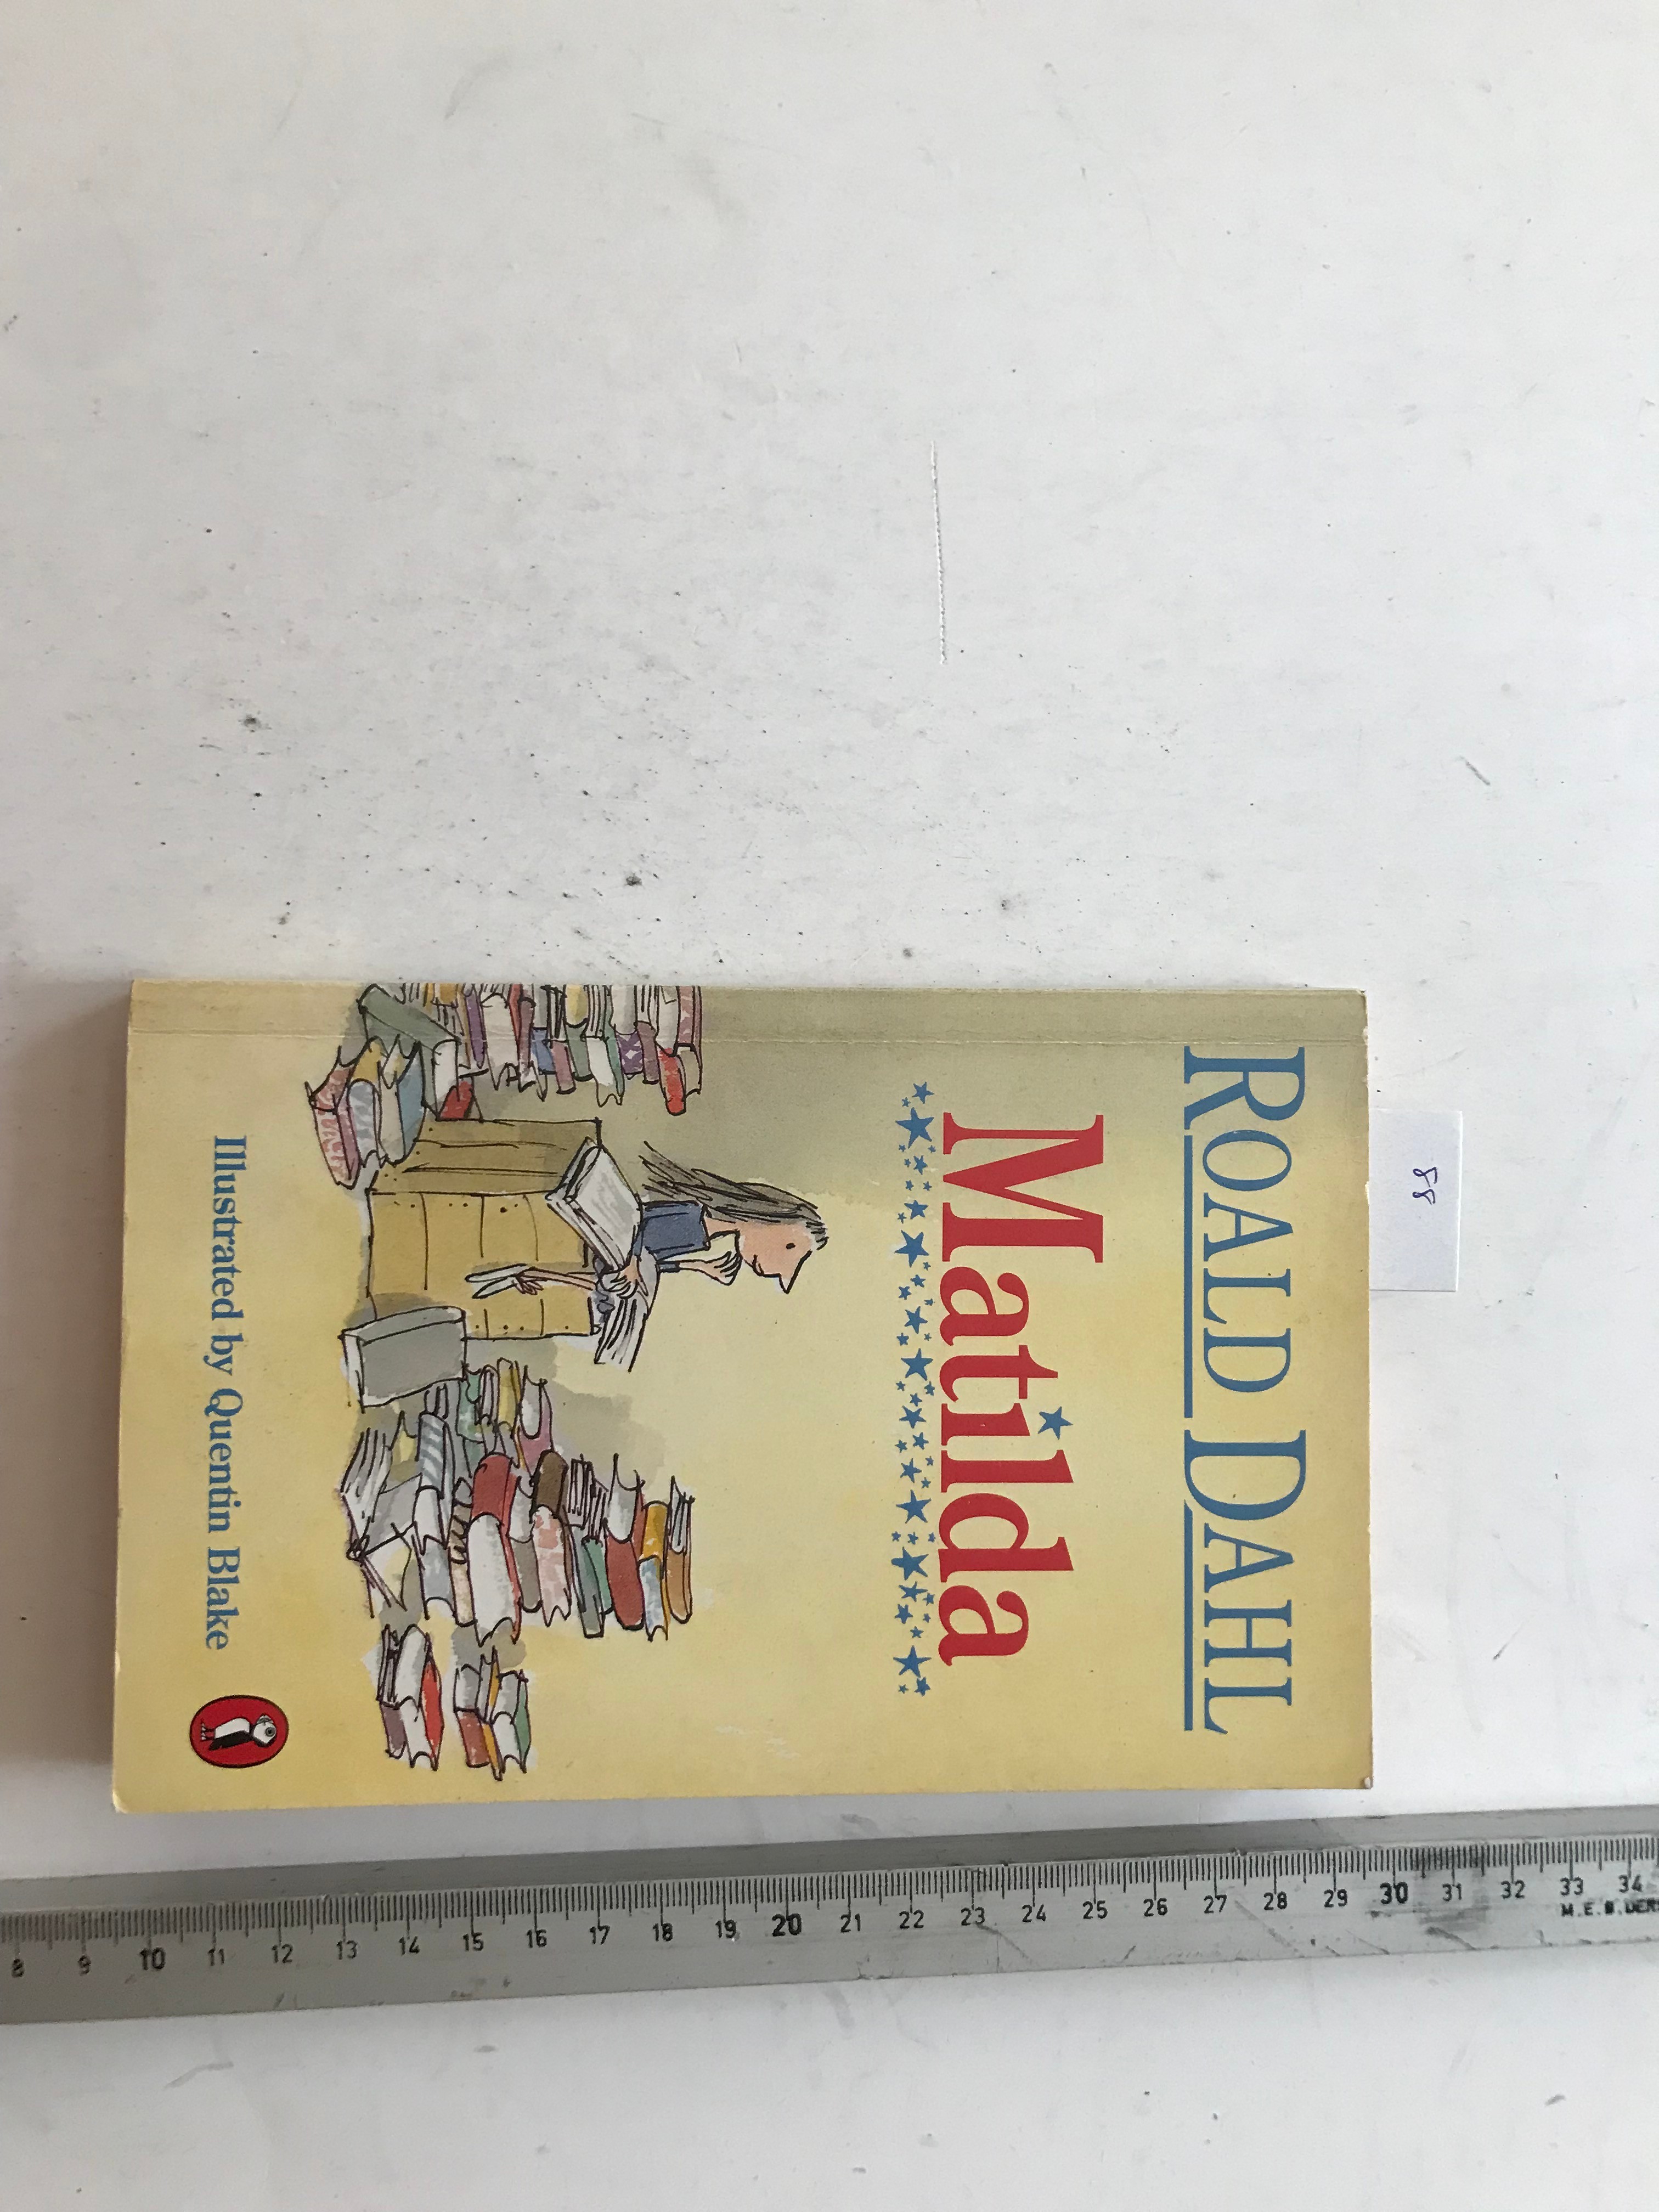 ROALD DAHL
Matilda
Illustrated by Quentin Blake
8 9 10 11 12 13 14 15 16 17 18 19 20 21 22 23 24 25 26 27 28 29 30 31 32 33 34